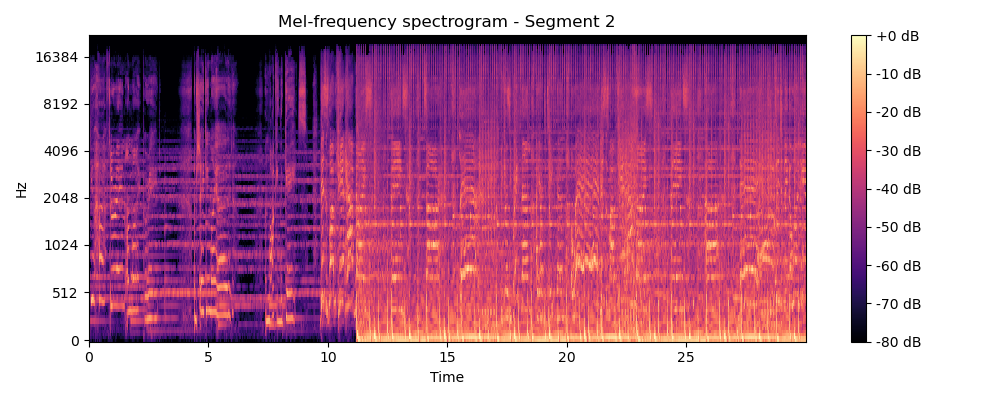 Mel-frequency spectrogram - Segment 2
Hz
16384
8192
4096
2048
1024
512
0
0 5 10 15 20 25
Time
+0 dB
-10 dB
-20 dB
-30 dB
-40 dB
-50 dB
-60 dB
-70 dB
-80 dB